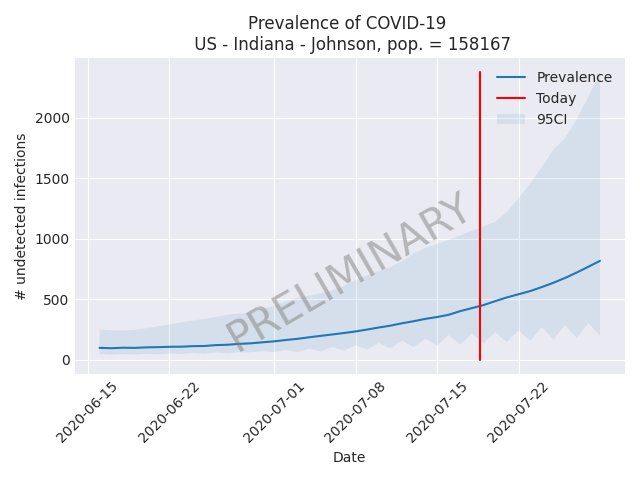 Prevalence of COVID-19
US - Indiana - Johnson, pop. = 158167
Prevalence
Today
95CI
# undetected infections
2000
1500
1000
500
0
PRELIMINARY
2020-06-15
2020-06-22
2020-07-01
2020-07-08
2020-07-15
2020-07-22
Date